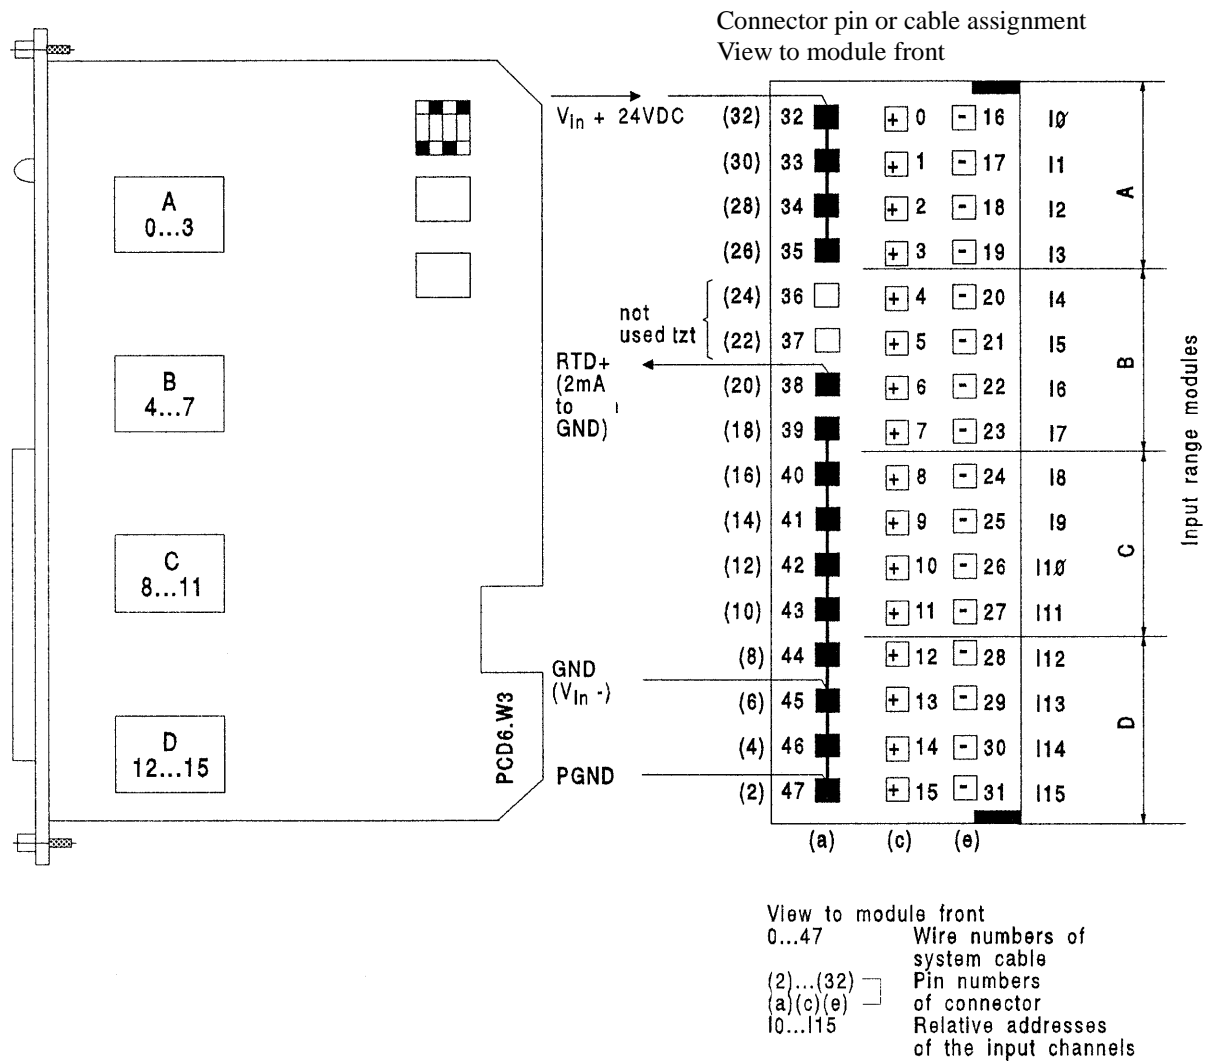 Connector pin or cable assignment
View to module front
Vin + 24VDC
A
0...3
B
4...7
C
8...11
D
12...15
PCD6.W3
not
used tzt
RTD+
(2mA
to
GND)
GND
(Vin -)
PGND
(32) 32 + 0 - 16 I0
(30) 33 + 1 - 17 I1
(28) 34 + 2 - 18 I2
(26) 35 + 3 - 19 I3
(24) 36 + 4 - 20 I4
(22) 37 + 5 - 21 I5
(20) 38 + 6 - 22 I6
(18) 39 + 7 - 23 I7
(16) 40 + 8 - 24 I8
(14) 41 + 9 - 25 I9
(12) 42 + 10 - 26 I10
(10) 43 + 11 - 27 I11
(8) 44 + 12 - 28 I12
(6) 45 + 13 - 29 I13
(4) 46 + 14 - 30 I14
(2) 47 + 15 - 31 I15
(a) (c) (e)
A
B
C
D
Input range modules
View to module front
0...47 Wire numbers of
system cable
(2)...(32) Pin numbers
(a)(c)(e) of connector
I0...I15 Relative addresses
of the input channels